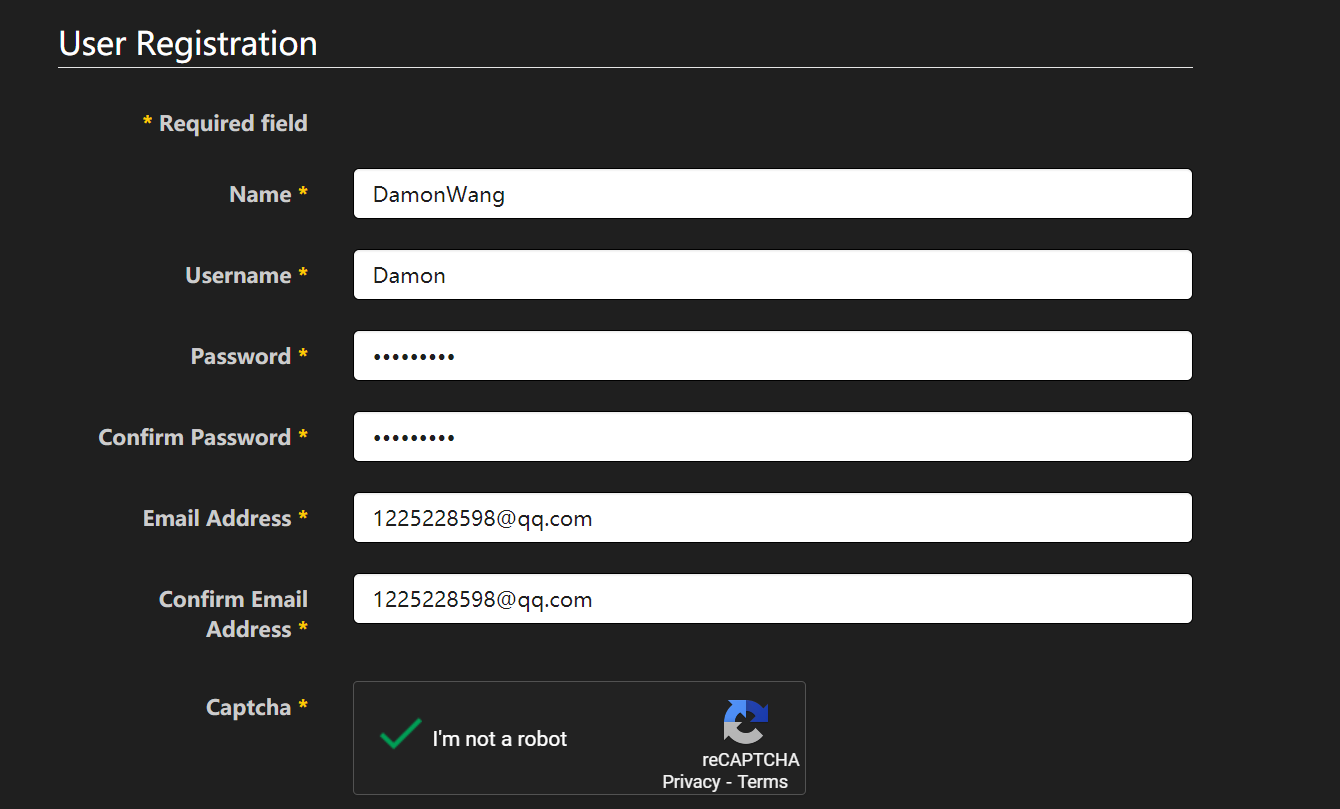 User Registration
* Required field
Name *
DamonWang
Username *
Damon
Password *
•••••••••
Confirm Password *
•••••••••
Email Address *
1225228598@qq.com
Confirm Email
Address *
1225228598@qq.com
Captcha *
I'm not a robot
reCAPTCHA
Privacy - Terms